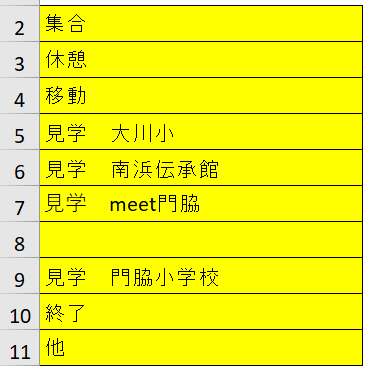 2 集合
3 休憩
4 移動
5 見学　大川小
6 見学　南浜伝承館
7 見学　meet門脇
8
9 見学　門脇小学校
10 終了
11 他